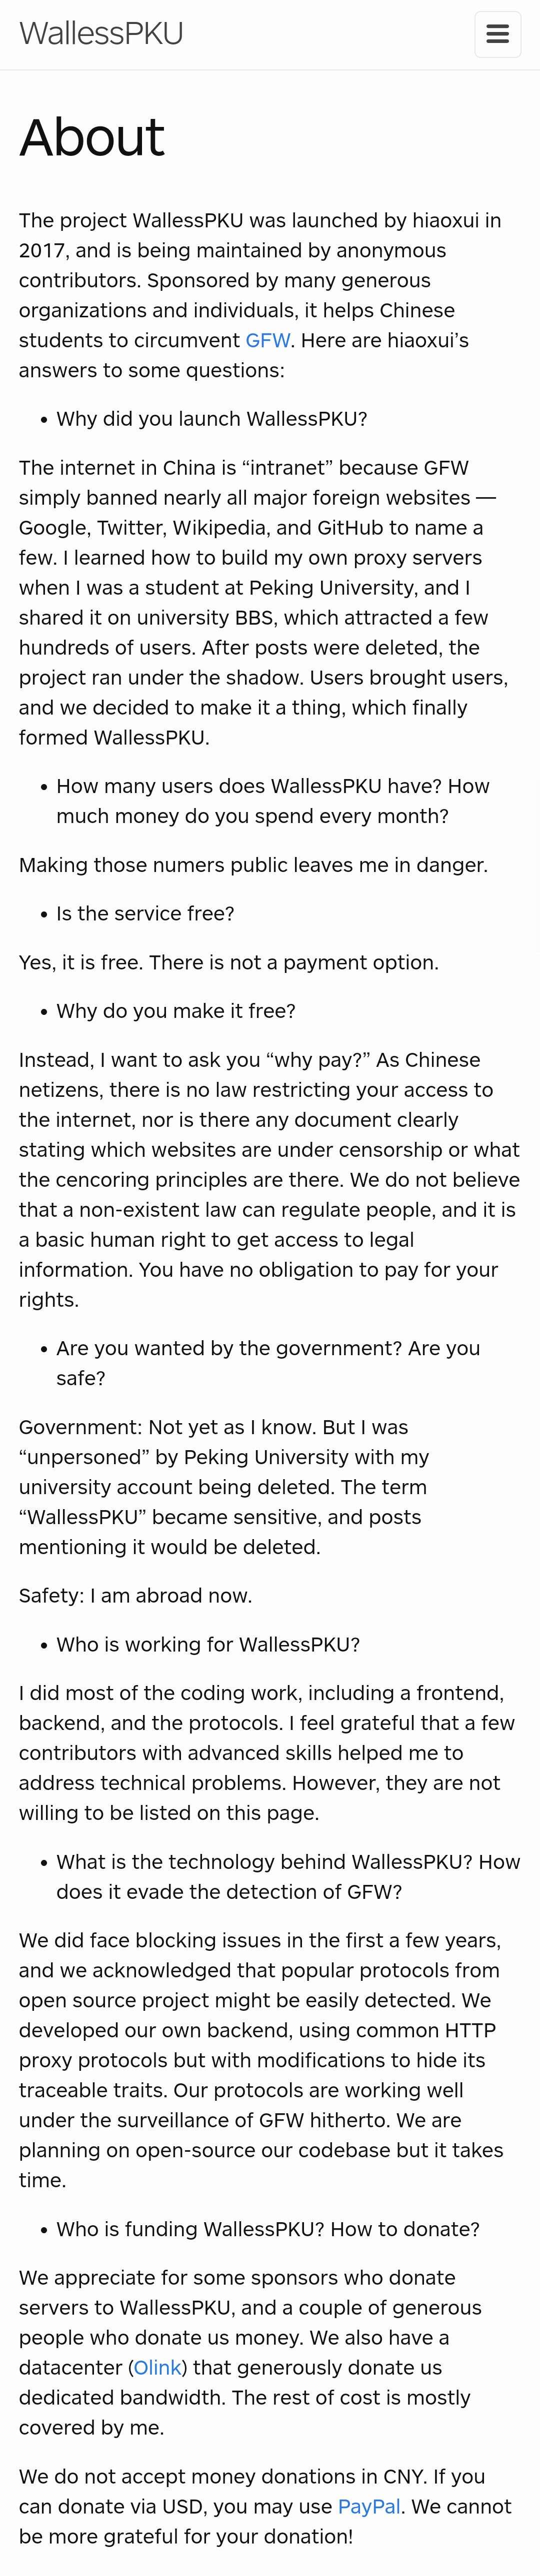 WallessPKU
About
The project WallessPKU was launched by hiaoxui in
2017, and is being maintained by anonymous
contributors. Sponsored by many generous
organizations and individuals, it helps Chinese
students to circumvent GFW. Here are hiaoxui’s
answers to some questions:
• Why did you launch WallessPKU?
The internet in China is “intranet” because GFW
simply banned nearly all major foreign websites —
Google, Twitter, Wikipedia, and GitHub to name a
few. I learned how to build my own proxy servers
when I was a student at Peking University, and I
shared it on university BBS, which attracted a few
hundreds of users. After posts were deleted, the
project ran under the shadow. Users brought users,
and we decided to make it a thing, which finally
formed WallessPKU.
• How many users does WallessPKU have? How
much money do you spend every month?
Making those numers public leaves me in danger.
• Is the service free?
Yes, it is free. There is not a payment option.
• Why do you make it free?
Instead, I want to ask you “why pay?” As Chinese
netizens, there is no law restricting your access to
the internet, nor is there any document clearly
stating which websites are under censorship or what
the cencoring principles are there. We do not believe
that a non-existent law can regulate people, and it is
a basic human right to get access to legal
information. You have no obligation to pay for your
rights.
• Are you wanted by the government? Are you
safe?
Government: Not yet as I know. But I was
“unpersoned” by Peking University with my
university account being deleted. The term
“WallessPKU” became sensitive, and posts
mentioning it would be deleted.
Safety: I am abroad now.
• Who is working for WallessPKU?
I did most of the coding work, including a frontend,
backend, and the protocols. I feel grateful that a few
contributors with advanced skills helped me to
address technical problems. However, they are not
willing to be listed on this page.
• What is the technology behind WallessPKU? How
does it evade the detection of GFW?
We did face blocking issues in the first a few years,
and we acknowledged that popular protocols from
open source project might be easily detected. We
developed our own backend, using common HTTP
proxy protocols but with modifications to hide its
traceable traits. Our protocols are working well
under the surveillance of GFW hitherto. We are
planning on open-source our codebase but it takes
time.
• Who is funding WallessPKU? How to donate?
We appreciate for some sponsors who donate
servers to WallessPKU, and a couple of generous
people who donate us money. We also have a
datacenter (Olink) that generously donate us
dedicated bandwidth. The rest of cost is mostly
covered by me.
We do not accept money donations in CNY. If you
can donate via USD, you may use PayPal. We cannot
be more grateful for your donation!